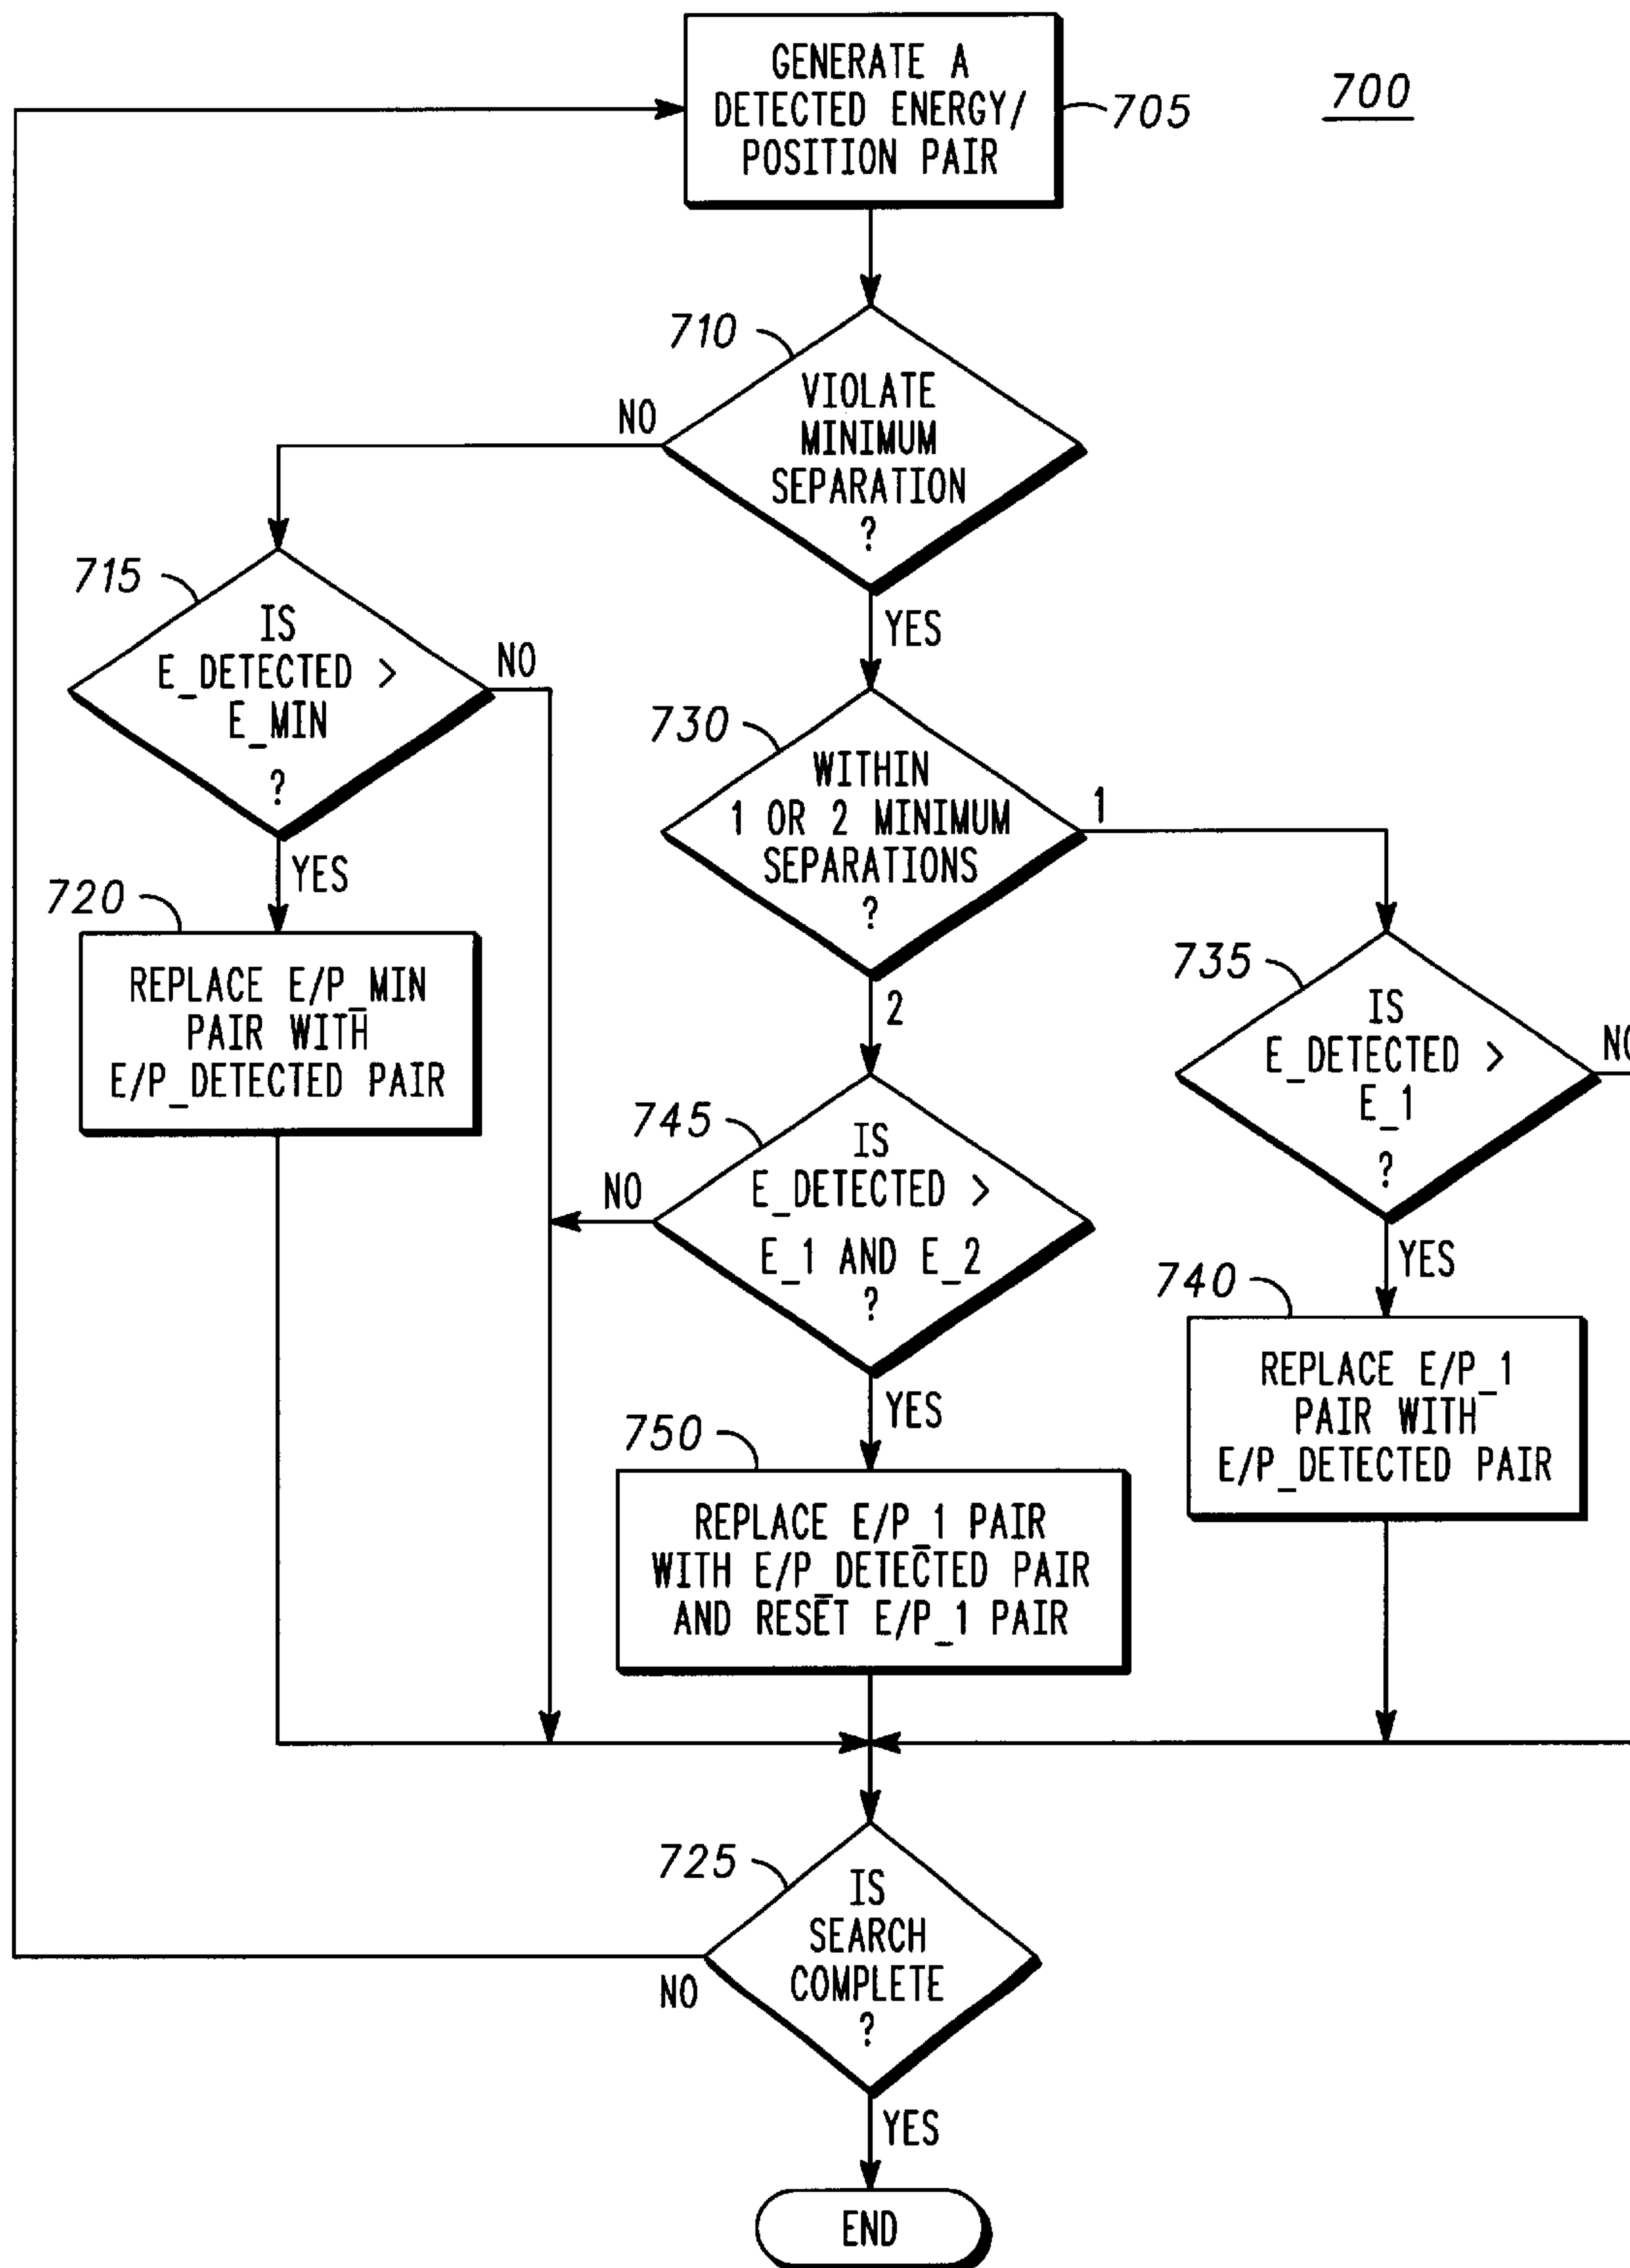 GENERATE A
DETECTED ENERGY/
POSITION PAIR
705
700
710
VIOLATE
MINIMUM
SEPARATION
?
NO
YES
715
IS
E_DETECTED >
E_MIN
?
NO
YES
720
REPLACE E/P_MIN
PAIR WITH
E/P_DETECTED PAIR
730
WITHIN
1 OR 2 MINIMUM
SEPARATIONS
?
1
2
735
IS
E_DETECTED >
E_1
?
NO
YES
740
REPLACE E/P_1
PAIR WITH
E/P_DETECTED PAIR
745
IS
E_DETECTED >
E_1 AND E_2
?
NO
YES
750
REPLACE E/P_1 PAIR
WITH E/P_DETECTED PAIR
AND RESET E/P_1 PAIR
725
IS
SEARCH
COMPLETE
?
NO
YES
END